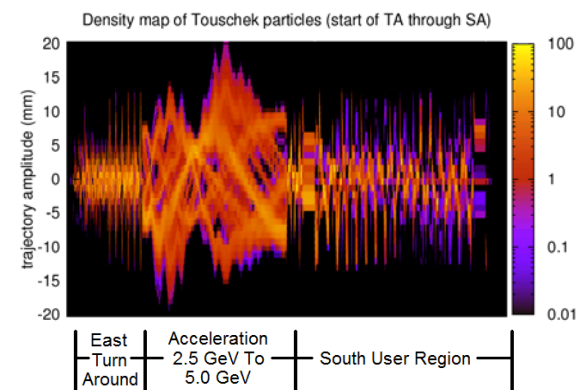 Density map of Touschek particles (start of TA through SA)
trajectory amplitude (mm)
20
15
10
5
0
-5
-10
-15
-20
100
10
1
0.1
0.01
East
Turn
Around
Acceleration
2.5 GeV To
5.0 GeV
South User Region